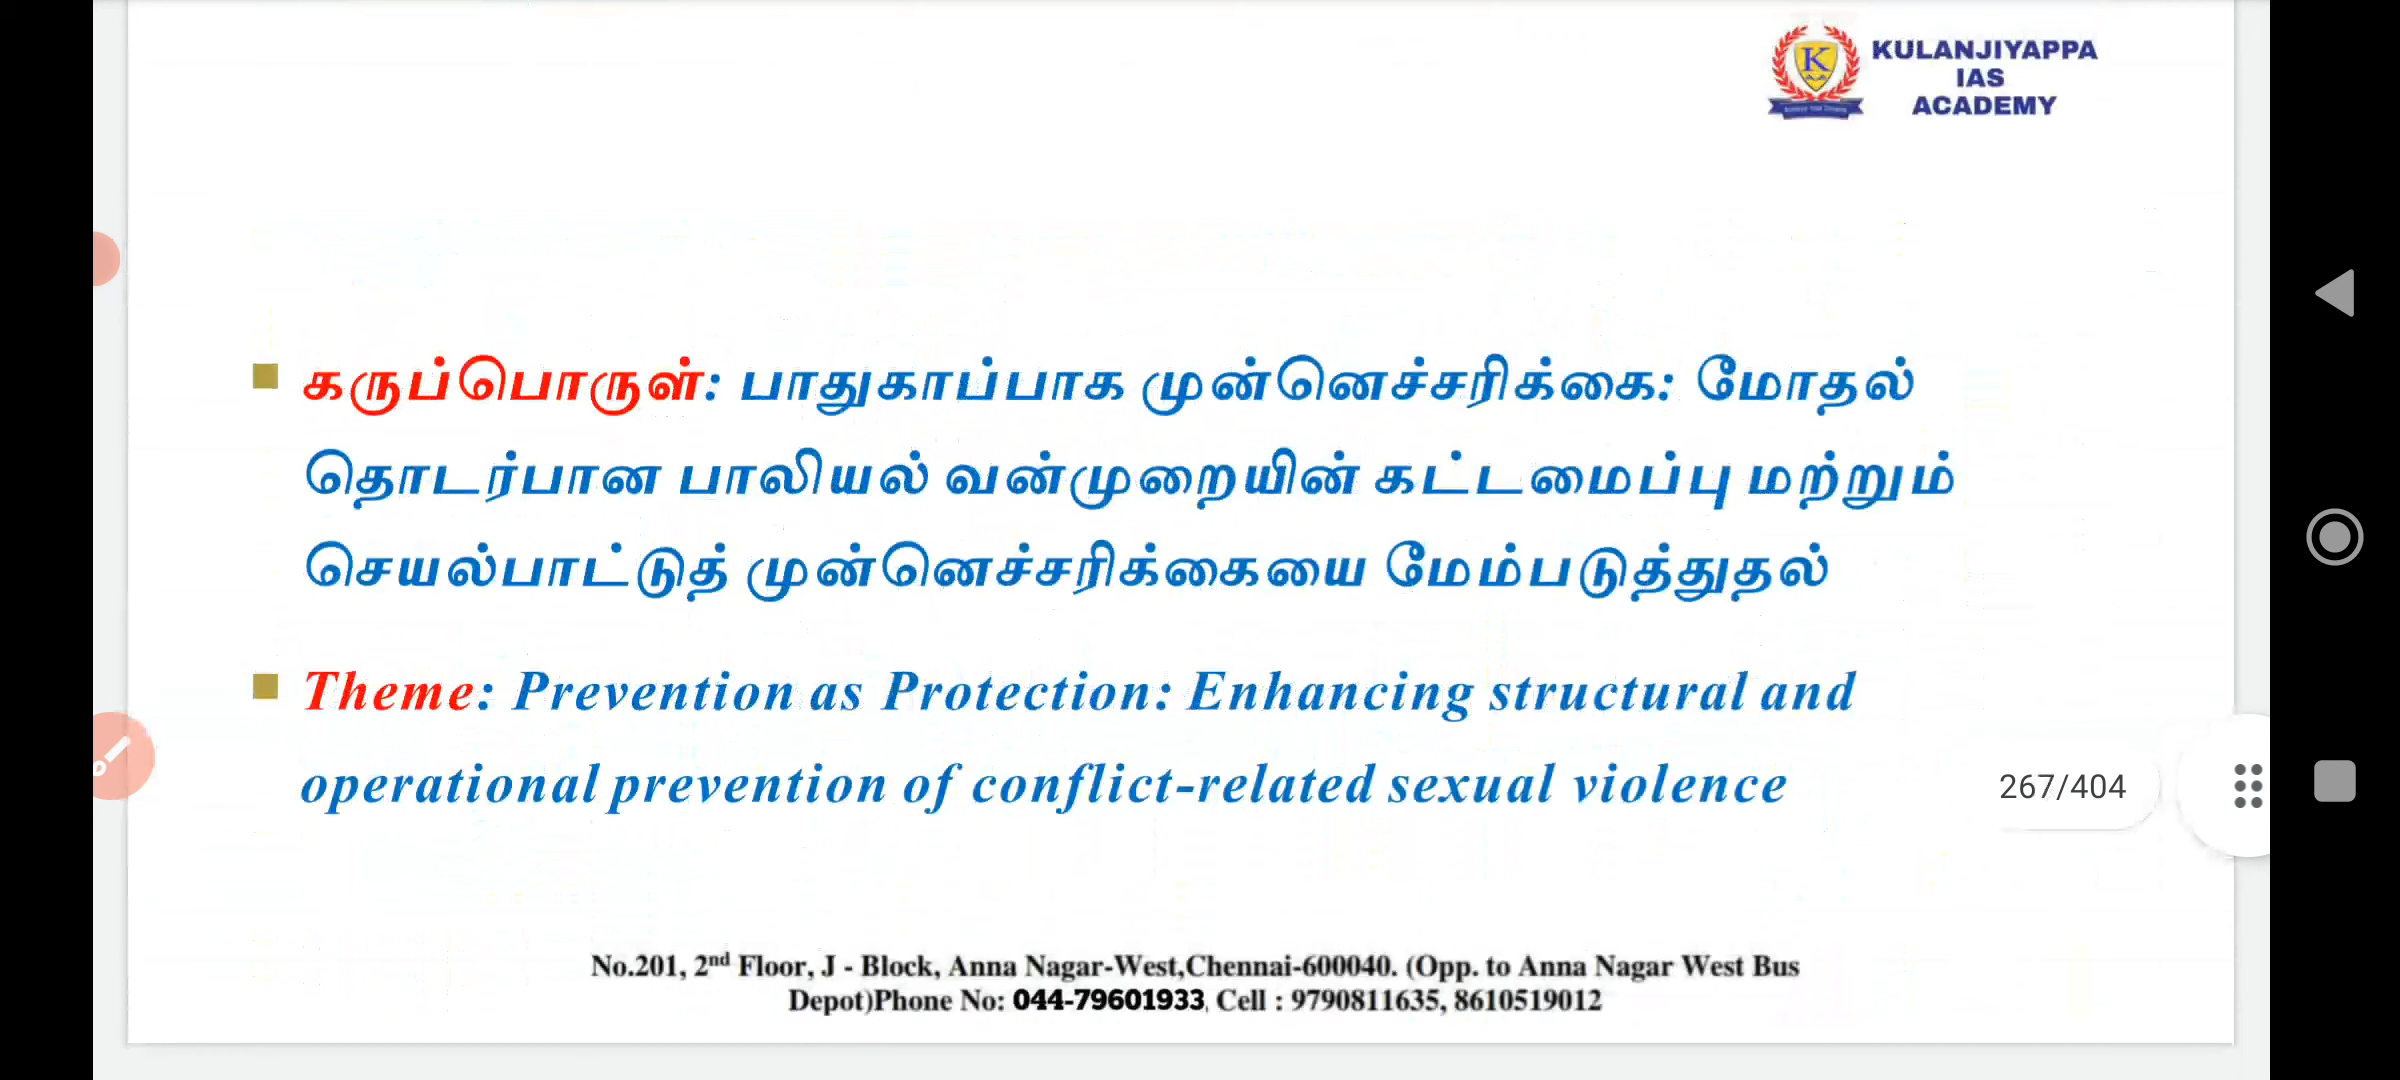 KULANJIYAPPA
IAS
ACADEMY
K
கருப்பொருள்: பாதுகாப்பாக முன்னெச்சரிக்கை: மோதல்
தொடர்பான பாலியல் வன்முறையின் கட்டமைப்பு மற்றும்
செயல்பாட்டுத் முன்னெச்சரிக்கையை மேம்படுத்துதல்
Theme: Prevention as Protection: Enhancing structural and
operational prevention of conflict-related sexual violence
267/404
No.201, 2nd Floor, J - Block, Anna Nagar-West,Chennai-600040. (Opp. to Anna Nagar West Bus
Depot)Phone No: 044-79601933, Cell : 9790811635, 8610519012